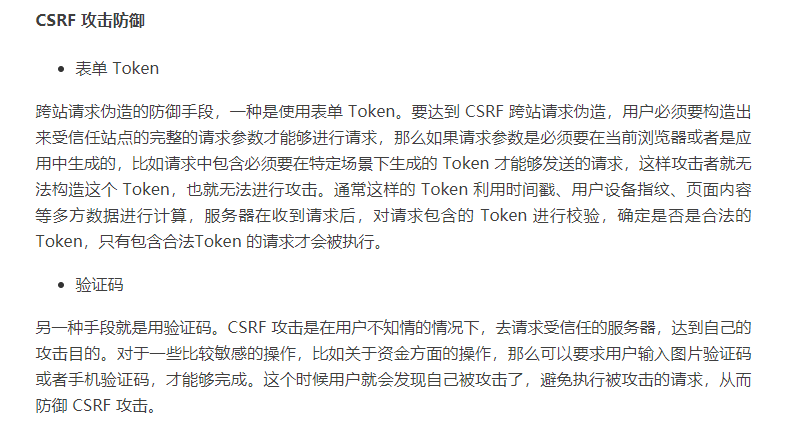 CSRF 攻击防御
• 表单 Token
跨站请求伪造的防御手段，一种是使用表单 Token。要达到 CSRF 跨站请求伪造，用户必须要构造出
来受信任站点的完整的请求参数才能够进行请求，那么如果请求参数是必须要在当前浏览器或者是应
用中生成的，比如请求中包含必须要在特定场景下生成的 Token 才能够发送的请求，这样攻击者就无
法构造这个 Token，也就无法进行攻击。通常这样的 Token 利用时间戳、用户设备指纹、页面内容
等多方数据进行计算，服务器在收到请求后，对请求包含的 Token 进行校验，确定是否是合法的
Token，只有包含合法Token 的请求才会被执行。
• 验证码
另一种手段就是用验证码。CSRF 攻击是在用户不知情的情况下，去请求受信任的服务器，达到自己的
攻击目的。对于一些比较敏感的操作，比如关于资金方面的操作，那么可以要求用户输入图片验证码
或者手机验证码，才能够完成。这个时候用户就会发现自己被攻击了，避免执行被攻击的请求，从而
防御 CSRF 攻击。